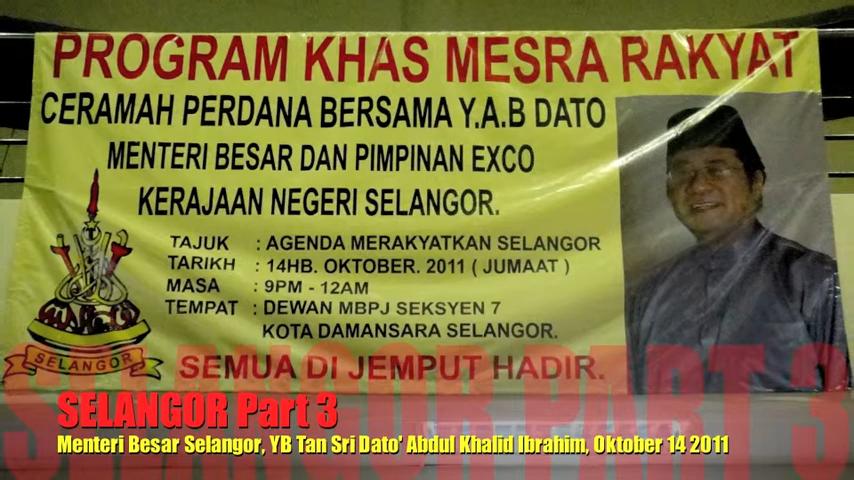 PROGRAM KHAS MESRA RAKYAT
CERAMAH PERDANA BERSAMA Y.A.B DATO
MENTERI BESAR DAN PIMPINAN EXCO
KERAJAAN NEGERI SELANGOR.
TAJUK : AGENDA MERAKYATKAN SELANGOR
TARIKH : 14HB. OKTOBER. 2011 ( JUMAAT )
MASA : 9PM - 12AM
TEMPAT : DEWAN MBPJ SEKSYEN 7
KOTA DAMANSARA SELANGOR.
SELANGOR
SEMUA DI JEMPUT HADIR.
SELANGOR PART 3
SELANGOR Part 3
Menteri Besar Selangor, YB Tan Sri Dato' Abdul Khalid Ibrahim, Oktober 14 2011